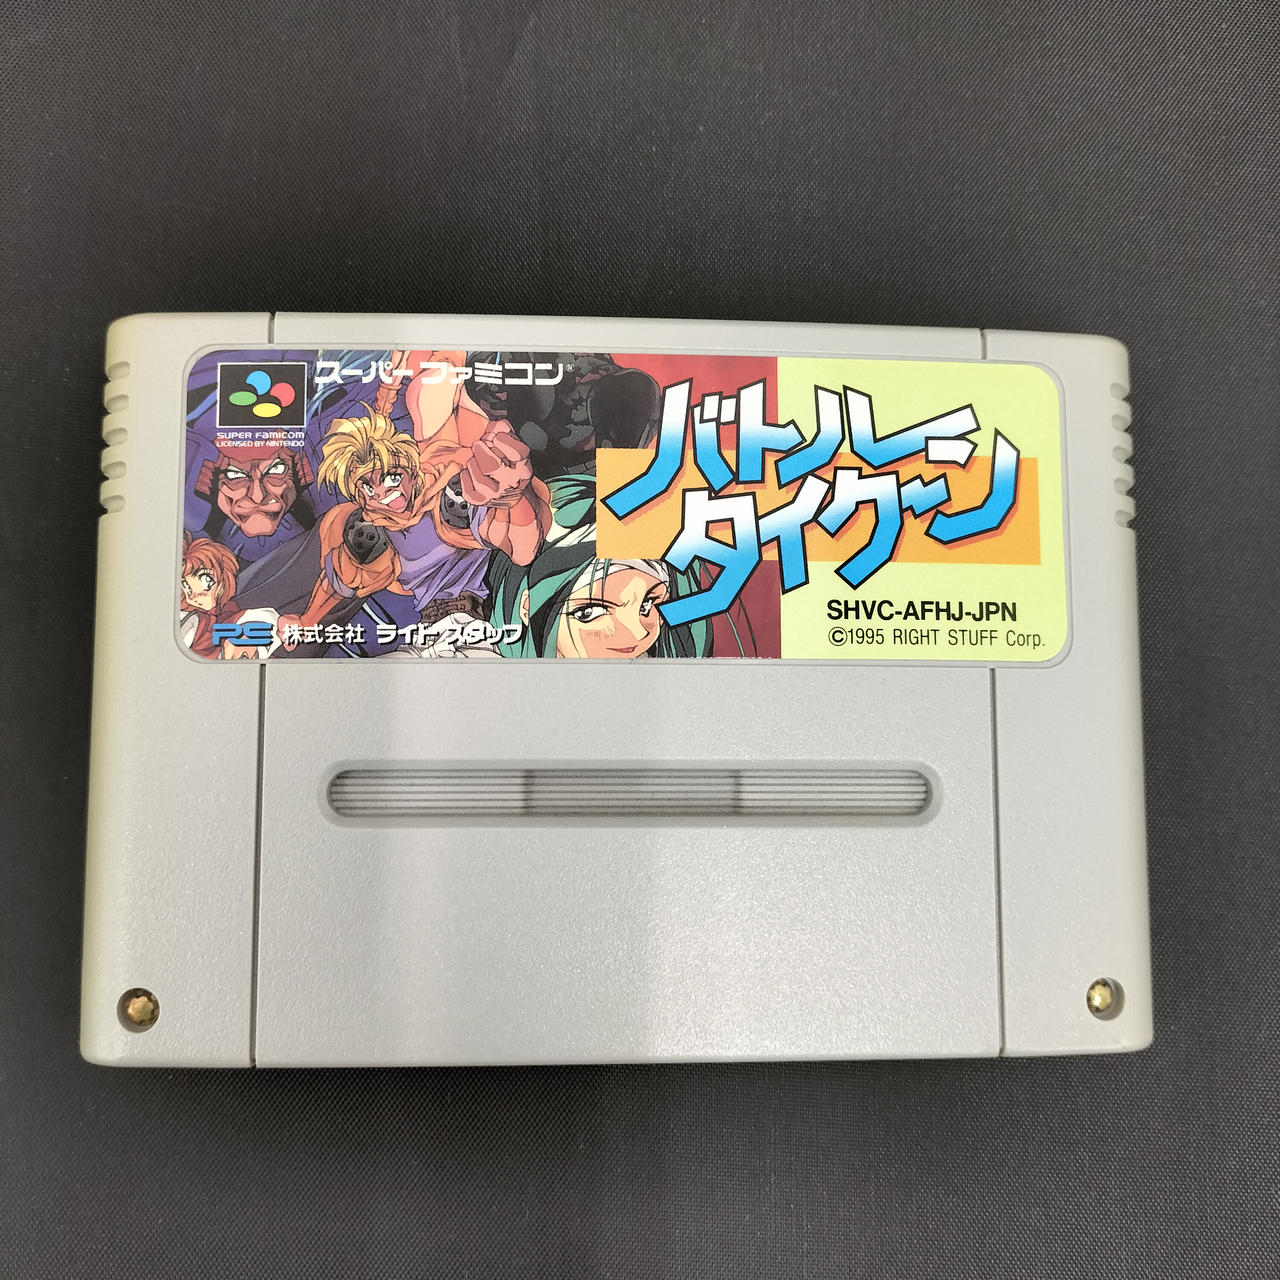 スーパーファミコン®
SUPER FAMICOM
LICENSED BY NINTENDO
バトル
タイクーン
SHVC-AFHJ-JPN
©1995 RIGHT STUFF Corp.
RS 株式会社 ライトスタッフ